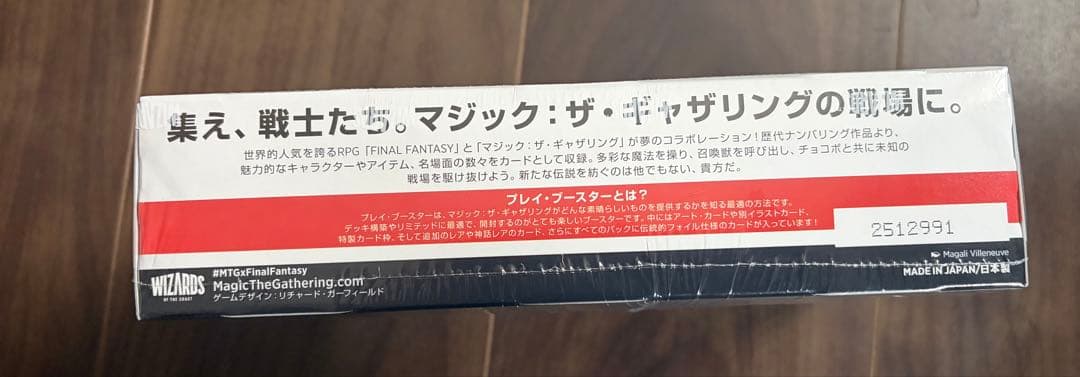 集え、戦士たち。マジック：ザ・ギャザリングの戦場に。
世界的人気を誇るRPG「FINAL FANTASY」と「マジック：ザ・ギャザリング」が夢のコラボレーション！歴代ナンバリング作品より、
魅力的なキャラクターやアイテム、名場面の数々をカードとして収録。多彩な魔法を操り、召喚獣を呼び出し、チョコボと共に未知の
戦場を駆け抜けよう。新たな伝説を紡ぐのは他でもない、貴方だ。
プレイ・ブースターとは？
プレイ・ブースターは、マジック：ザ・ギャザリングがどんな素晴らしいものを提供するかを知る最適の方法です。
デッキ構築やリミテッドに最適で、開封するのがとても楽しいブースターです。中にはアート・カードや別イラストカード、
特製カード枠、そして追加のレアや神話レアのカード、さらにすべてのパックに伝統的フォイル仕様のカードが入っています！
2512991
WIZARDS
OF THE COAST
#MTGxFinalFantasy
MagicTheGathering.com
ゲームデザイン：リチャード・ガーフィールド
Magali Villeneuve
MADE IN JAPAN/日本製